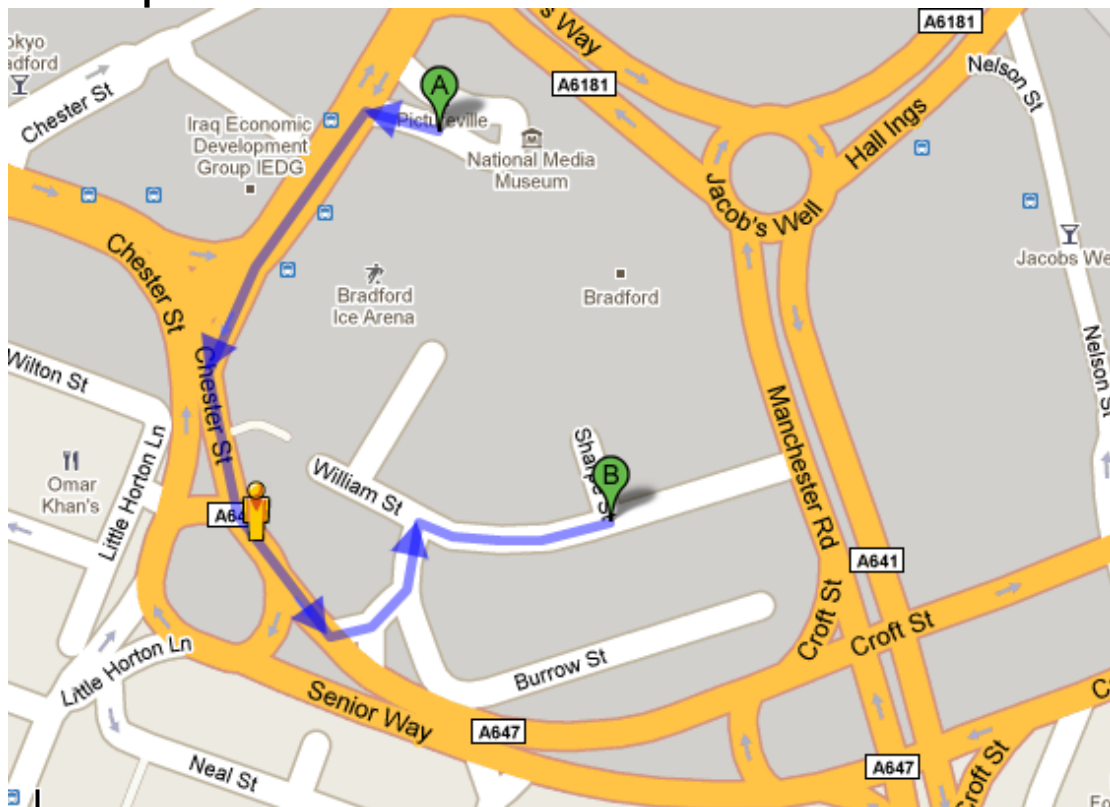 s Way
A6181
A6181
okyo
adford
Chester St
A
Pictureville
Iraq Economic
Development
Group IEDG
National Media
Museum
Nelson St
Hall Ings
Jacob's Well
Jacobs We
Chester St
Bradford
Ice Arena
Bradford
Wilton St
Chester St
Nelson St
Manchester Rd
Omar
Khan's
Little Horton Ln
William St
Sharpe St
B
A64
A641
Croft St
Croft St
Little Horton Ln
Burrow St
Senior Way
A647
Neal St
A647
Croft St